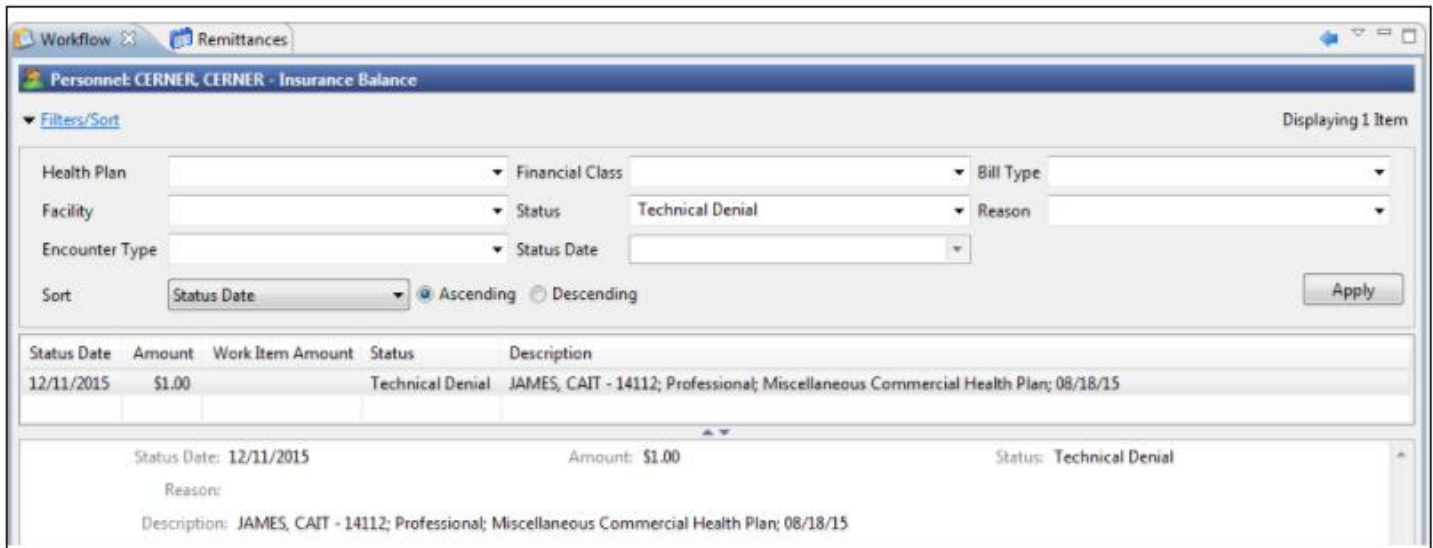 Workflow Remittances
Personnel: CERNER, CERNER - Insurance Balance
Filters/Sort Displaying 1 Item
Health Plan Financial Class Bill Type
Facility Status Technical Denial Reason
Encounter Type Status Date
Sort Status Date Ascending Descending Apply
Status Date Amount Work Item Amount Status Description
12/11/2015 $1.00 Technical Denial JAMES, CAIT - 14112; Professional; Miscellaneous Commercial Health Plan; 08/18/15
Status Date: 12/11/2015 Amount: $1.00 Status: Technical Denial
Reason:
Description: JAMES, CAIT - 14112; Professional; Miscellaneous Commercial Health Plan; 08/18/15